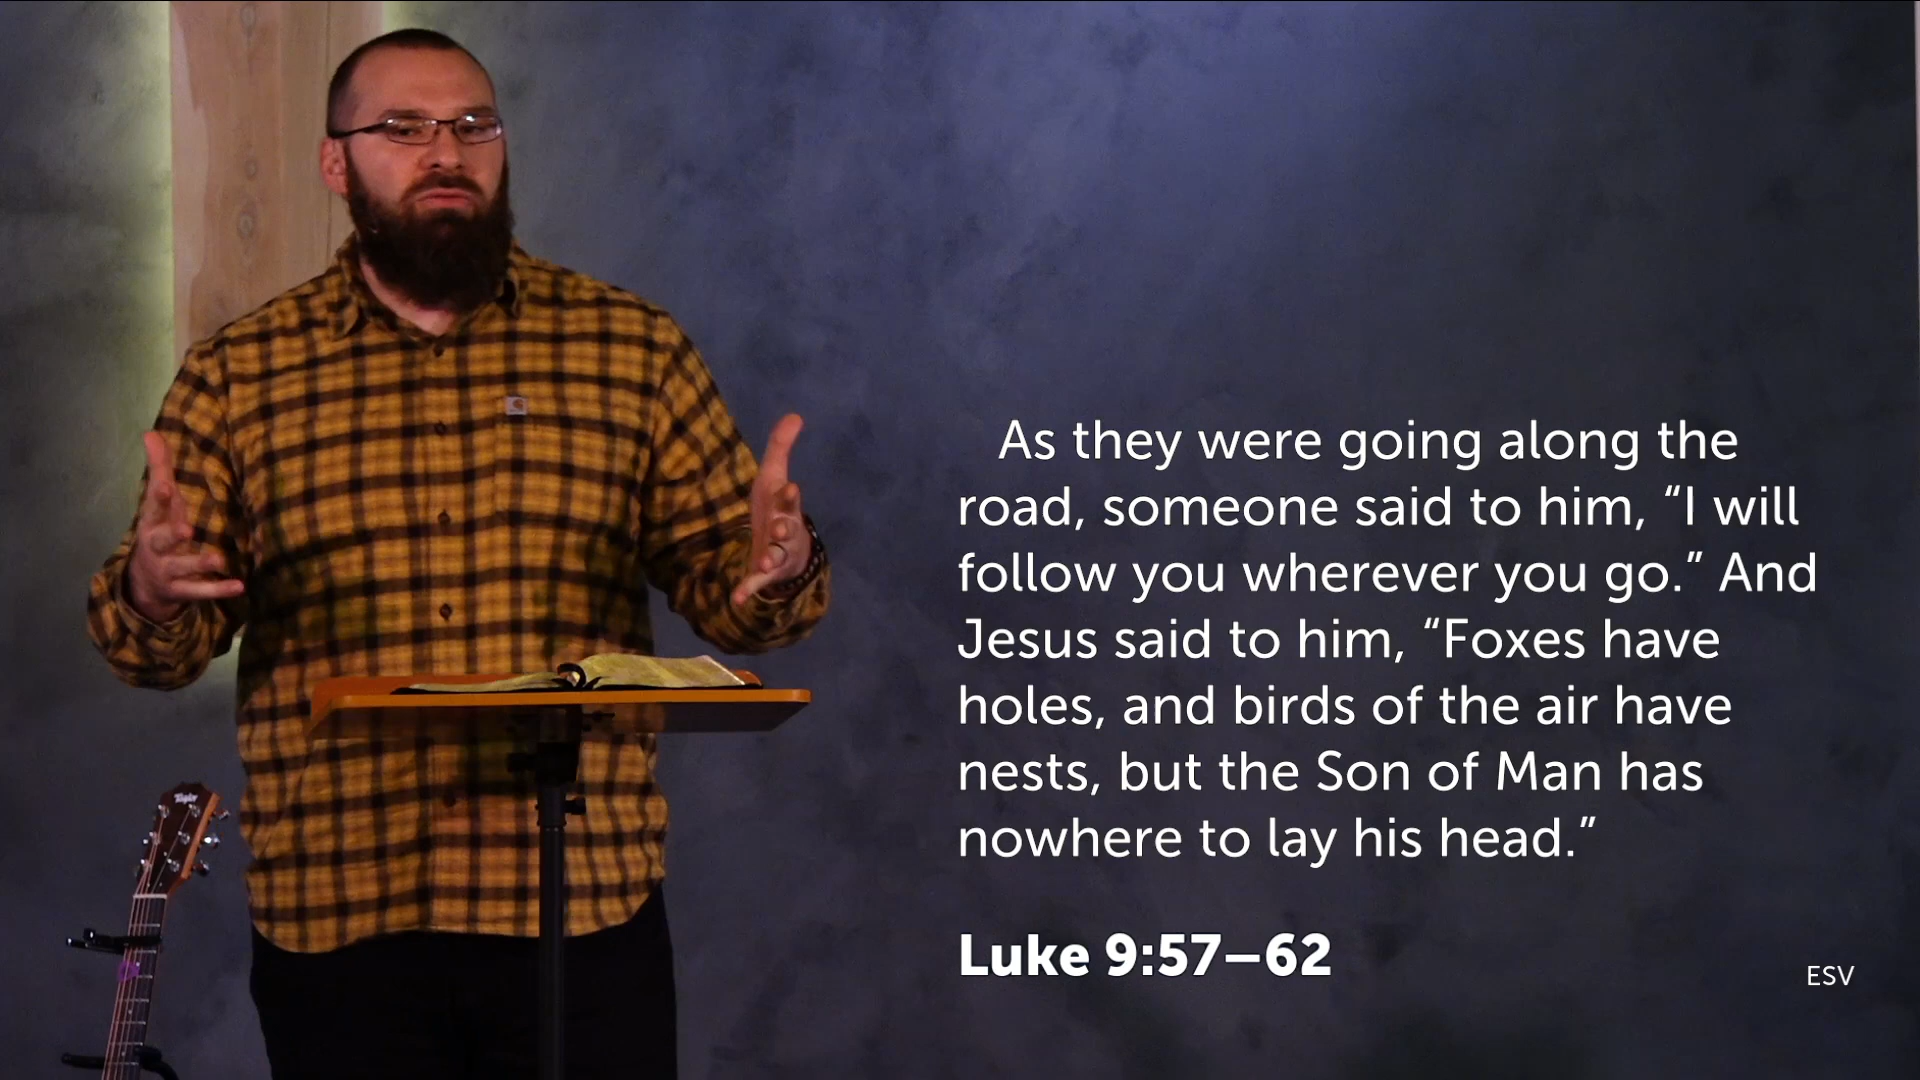 As they were going along the
road, someone said to him, “I will
follow you wherever you go.” And
Jesus said to him, “Foxes have
holes, and birds of the air have
nests, but the Son of Man has
nowhere to lay his head.”
Luke 9:57–62
ESV
Taylor